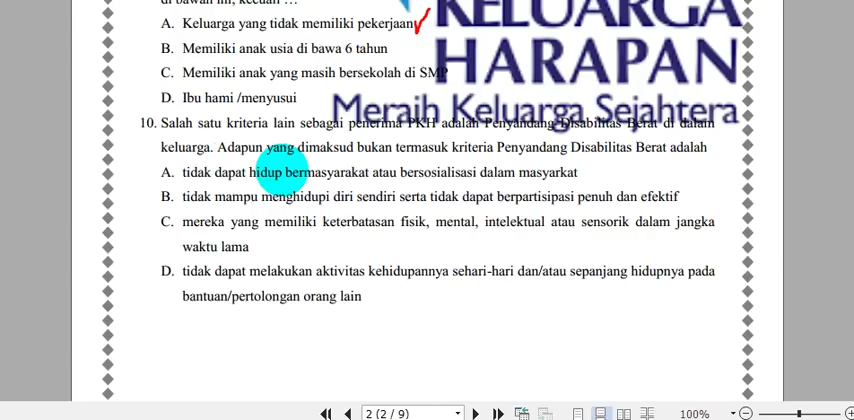 di bawah ini, kecuali …
KELUARGA
A. Keluarga yang tidak memiliki pekerjaan
B. Memiliki anak usia di bawa 6 tahun
HARAPAN
C. Memiliki anak yang masih bersekolah di SMP
D. Ibu hami /menyusui
Meraih Keluarga Sejahtera
10. Salah satu kriteria lain sebagai penerima PKH adalah Penyandang Disabilitas Berat di dalam
keluarga. Adapun yang dimaksud bukan termasuk kriteria Penyandang Disabilitas Berat adalah
A. tidak dapat hidup bermasyarakat atau bersosialisasi dalam masyarkat
B. tidak mampu menghidupi diri sendiri serta tidak dapat berpartisipasi penuh dan efektif
C. mereka yang memiliki keterbatasan fisik, mental, intelektual atau sensorik dalam jangka
waktu lama
D. tidak dapat melakukan aktivitas kehidupannya sehari-hari dan/atau sepanjang hidupnya pada
bantuan/pertolongan orang lain
2 (2 / 9)
100%